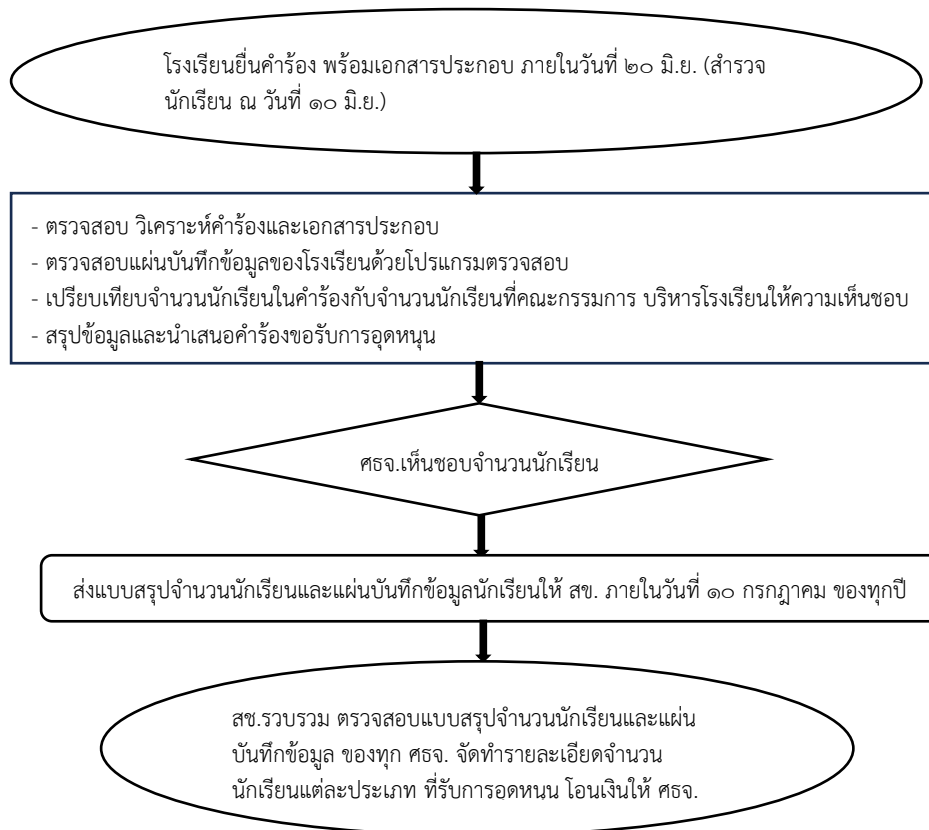 โรงเรียนยื่นคำร้อง พร้อมเอกสารประกอบ ภายในวันที่ ๒๐ มิ.ย. (สำรวจ
นักเรียน ณ วันที่ ๑๐ มิ.ย.)
- ตรวจสอบ วิเคราะห์คำร้องและเอกสารประกอบ
- ตรวจสอบแผ่นบันทึกข้อมูลของโรงเรียนด้วยโปรแกรมตรวจสอบ
- เปรียบเทียบจำนวนนักเรียนในคำร้องกับจำนวนนักเรียนที่คณะกรรมการ บริหารโรงเรียนให้ความเห็นชอบ
- สรุปข้อมูลและนำเสนอคำร้องขอรับการอุดหนุน
ศธจ.เห็นชอบจำนวนนักเรียน
ส่งแบบสรุปจำนวนนักเรียนและแผ่นบันทึกข้อมูลนักเรียนให้ สข. ภายในวันที่ ๑๐ กรกฎาคม ของทุกปี
สช.รวบรวม ตรวจสอบแบบสรุปจำนวนนักเรียนและแผ่น
บันทึกข้อมูล ของทุก ศธจ. จัดทำรายละเอียดจำนวน
นักเรียนแต่ละประเภท ที่รับการอุดหนุน โอนเงินให้ ศธจ.